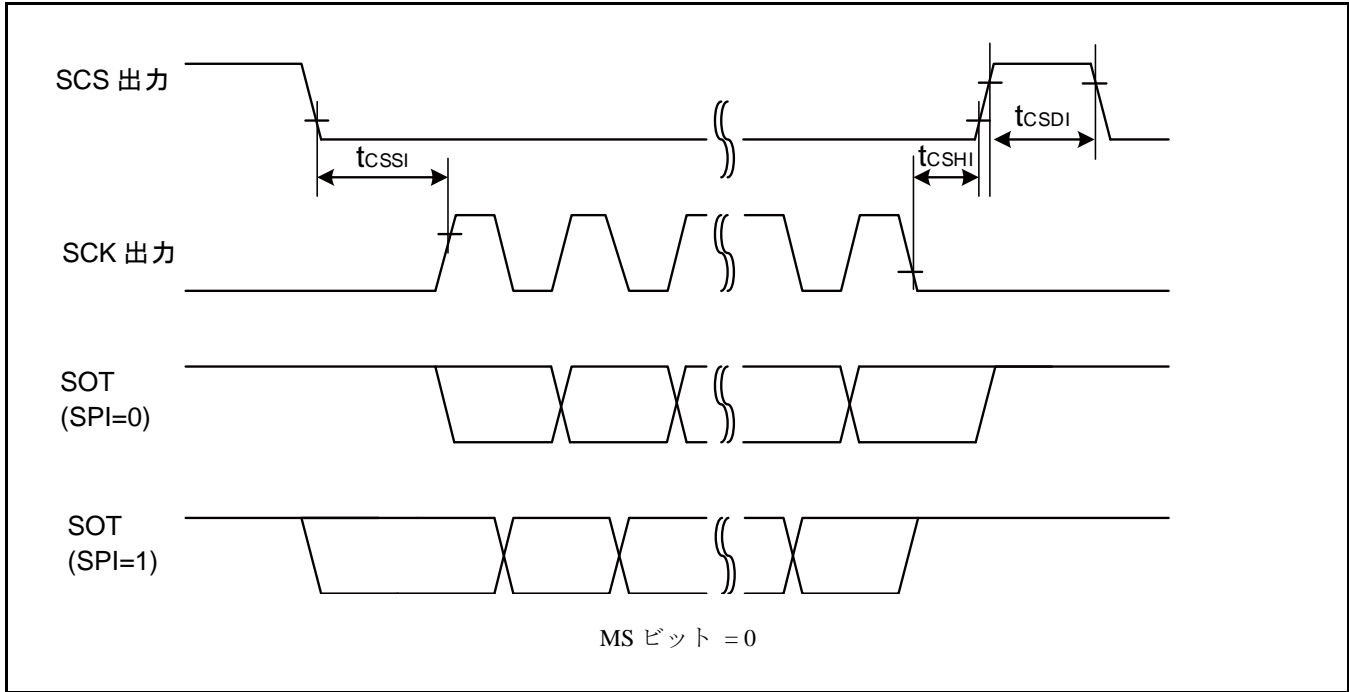 SCS 出力
tCSDI
tCSSI
tCSHI
SCK 出力
SOT
(SPI=0)
SOT
(SPI=1)
MS ビット = 0